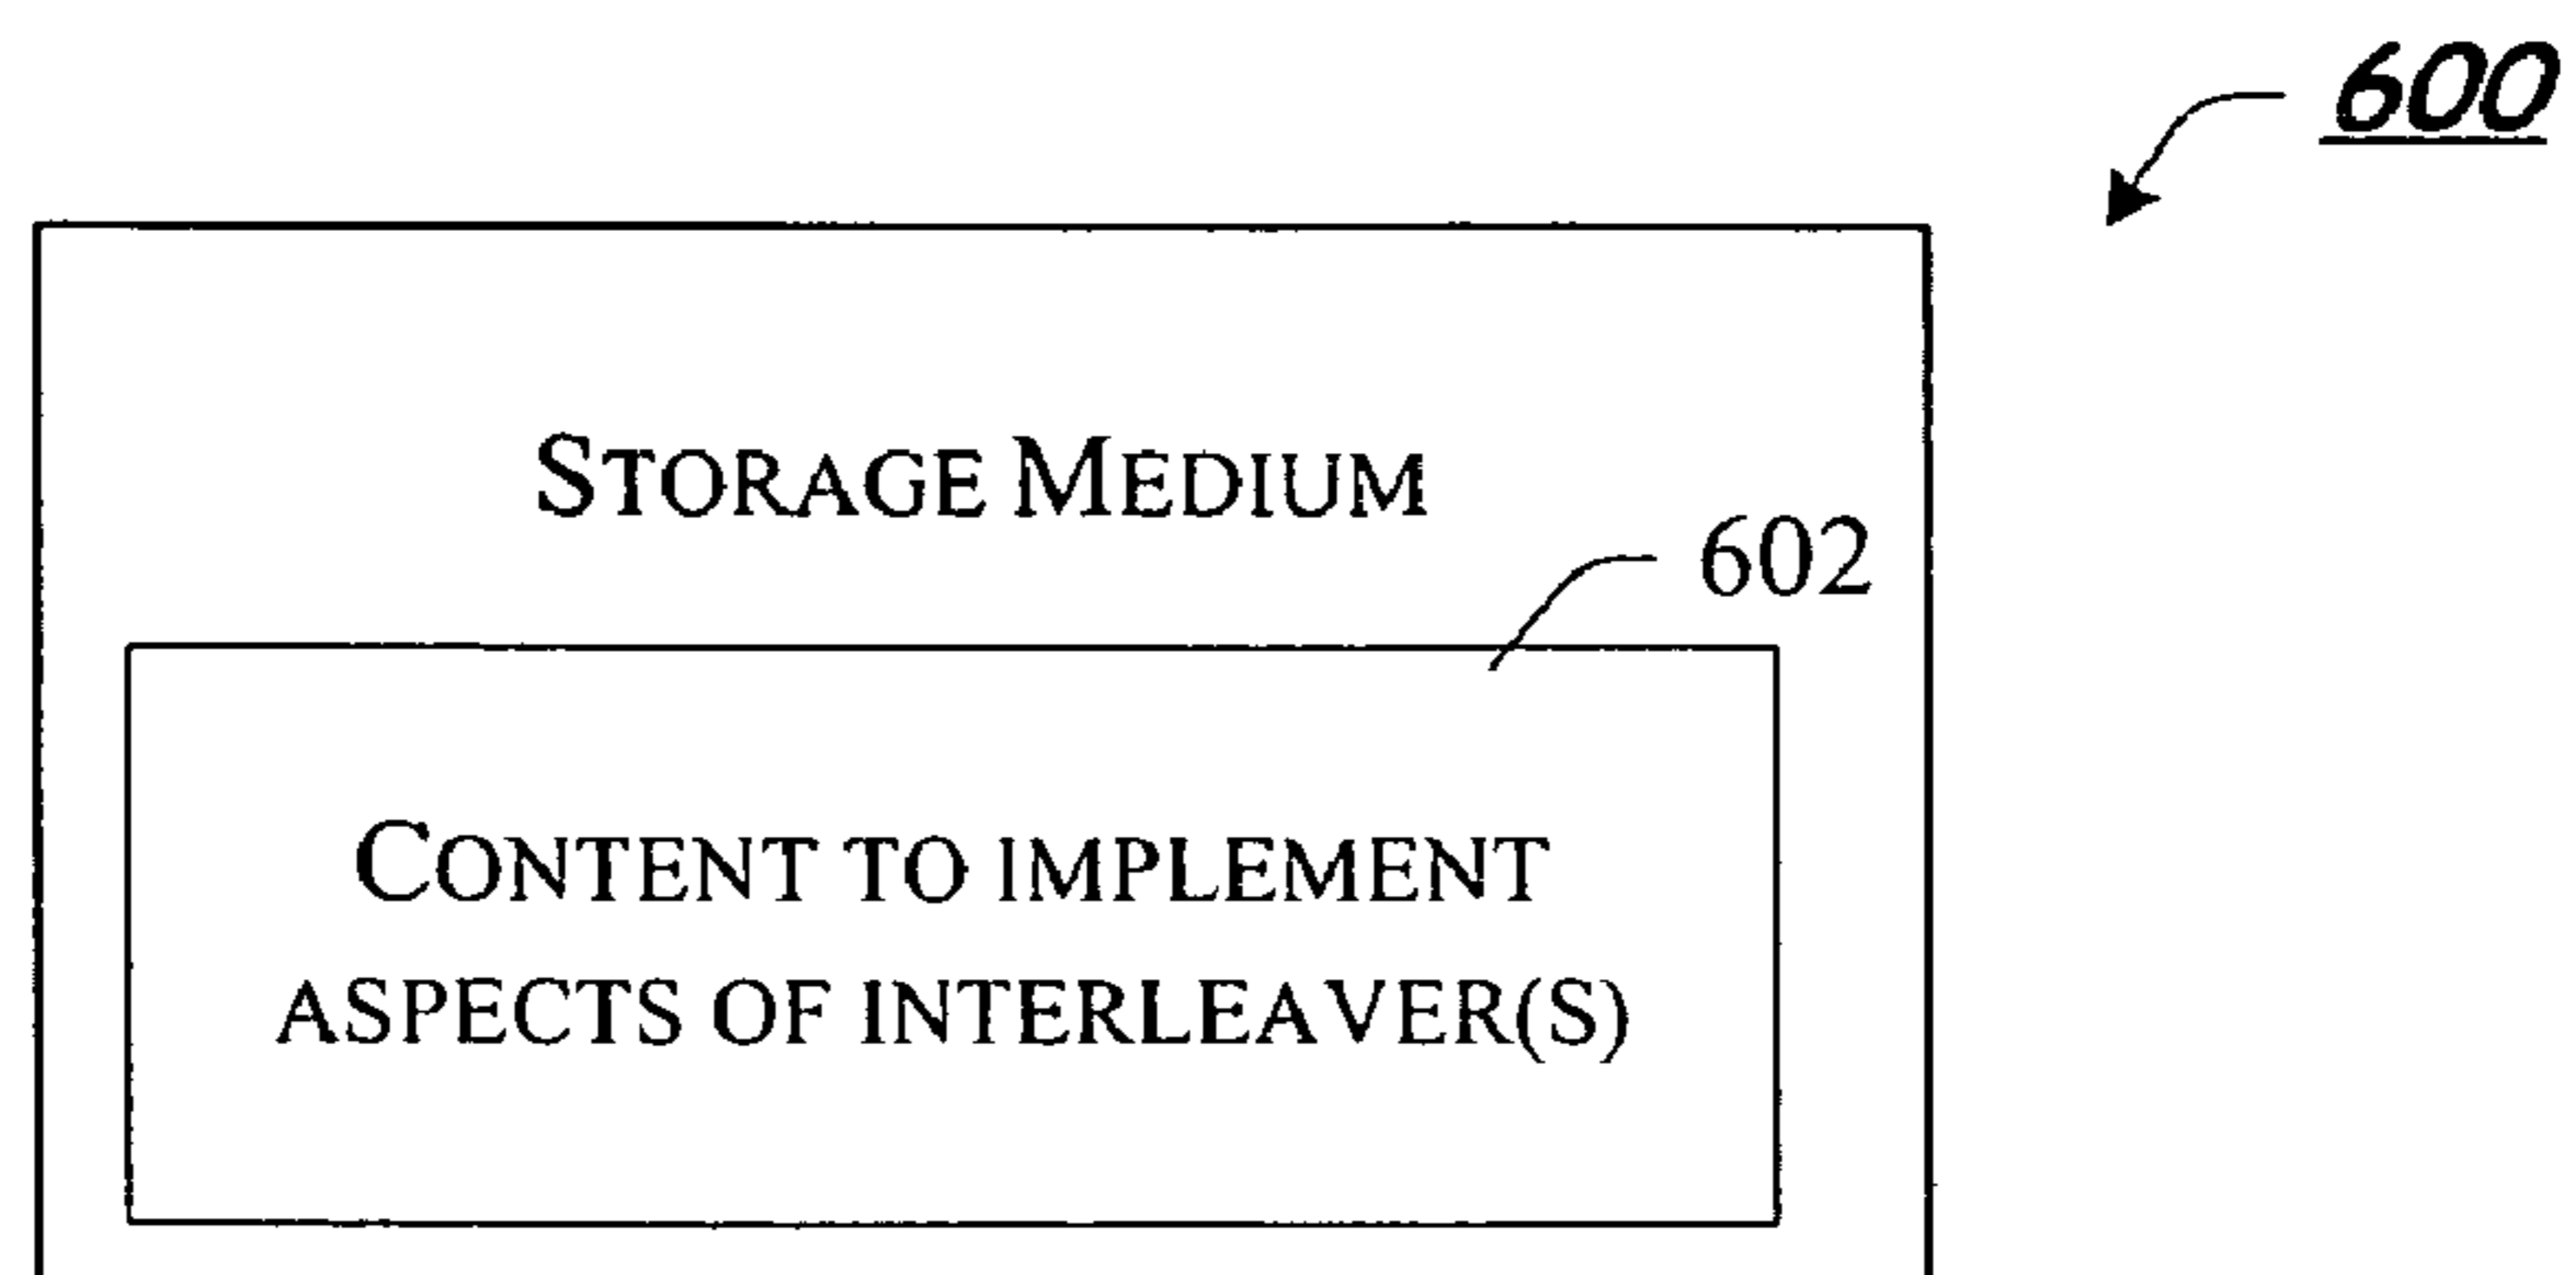 600
STORAGE MEDIUM
602
CONTENT TO IMPLEMENT
ASPECTS OF INTERLEAVER(S)